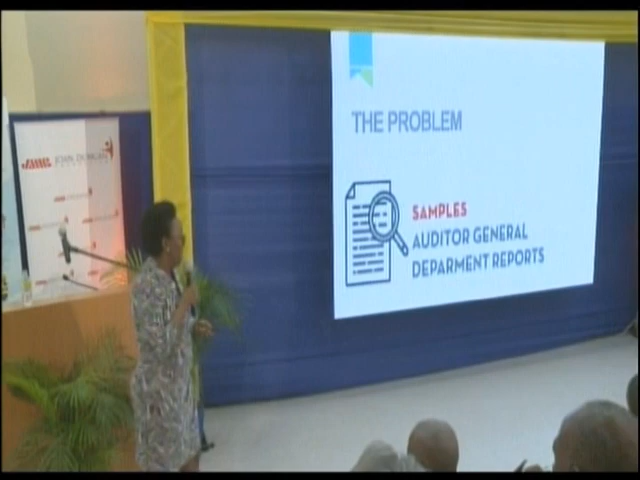 THE PROBLEM
SAMPLES
AUDITOR GENERAL
DEPARMENT REPORTS